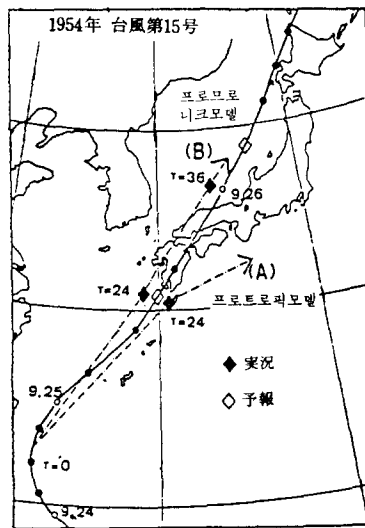 1954年 台風第15号
프로므로
니크모델
(B)
T=36
9,26
(A)
T=24
프로트로픽모델
T=24
◆ 実況
◇ 予報
9,25
T=0
9,24